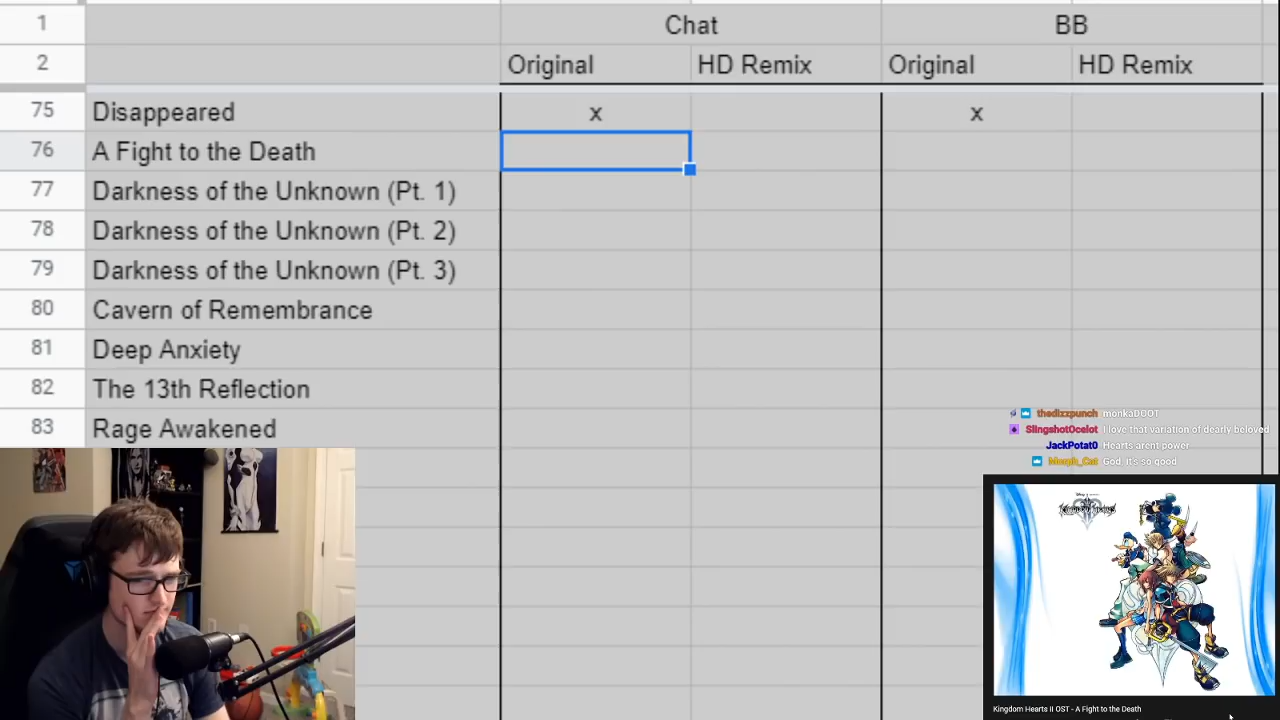 1 Chat BB
2 Original HD Remix Original HD Remix
75 Disappeared x x
76 A Fight to the Death
77 Darkness of the Unknown (Pt. 1)
78 Darkness of the Unknown (Pt. 2)
79 Darkness of the Unknown (Pt. 3)
80 Cavern of Remembrance
81 Deep Anxiety
82 The 13th Reflection
83 Rage Awakened
thedizzpunch monkaDOOT
SlingshotOcelot I love that variation of dearly beloved
JackPotat0 Hearts arent power
God, it's so good
Kingdom Hearts
Kingdom Hearts II OST - A Fight to the Death